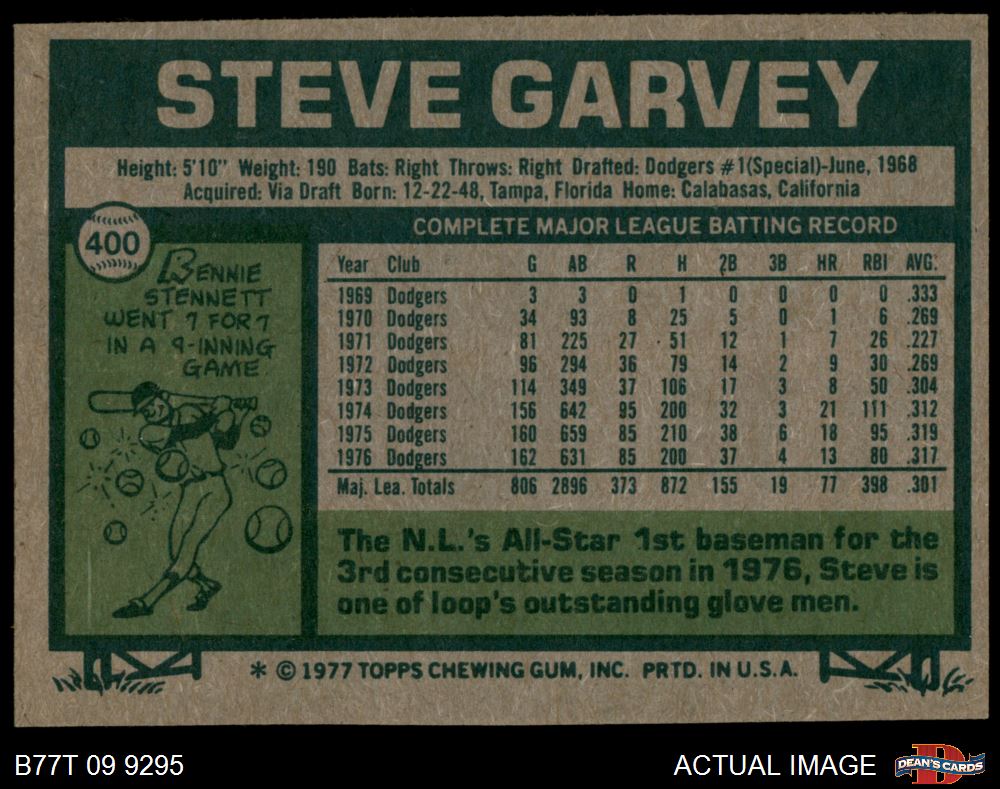 STEVE GARVEY
Height: 5'10" Weight: 190 Bats: Right Throws: Right Drafted: Dodgers #1(Special)-June, 1968
Acquired: Via Draft Born: 12-22-48, Tampa, Florida Home: Calabasas, California
400
BENNIE
STENNETT
WENT 7 FOR 7
IN A 9-INNING
GAME
COMPLETE MAJOR LEAGUE BATTING RECORD
Year Club G AB R H 2B 3B HR RBI AVG.
1969 Dodgers 3 3 0 1 0 0 0 0 .333
1970 Dodgers 34 93 8 25 5 0 1 6 .269
1971 Dodgers 81 225 27 51 12 1 7 26 .227
1972 Dodgers 96 294 36 79 14 2 9 30 .269
1973 Dodgers 114 349 37 106 17 3 8 50 .304
1974 Dodgers 156 642 95 200 32 3 21 111 .312
1975 Dodgers 160 659 85 210 38 6 18 95 .319
1976 Dodgers 162 631 85 200 37 4 13 80 .317
Maj. Lea. Totals 806 2896 373 872 155 19 77 398 .301
The N.L.'s All-Star 1st baseman for the
3rd consecutive season in 1976, Steve is
one of loop's outstanding glove men.
* © 1977 TOPPS CHEWING GUM, INC. PRTD. IN U.S.A.
B77T 09 9295
ACTUAL IMAGE
D
DEAN'S CARDS